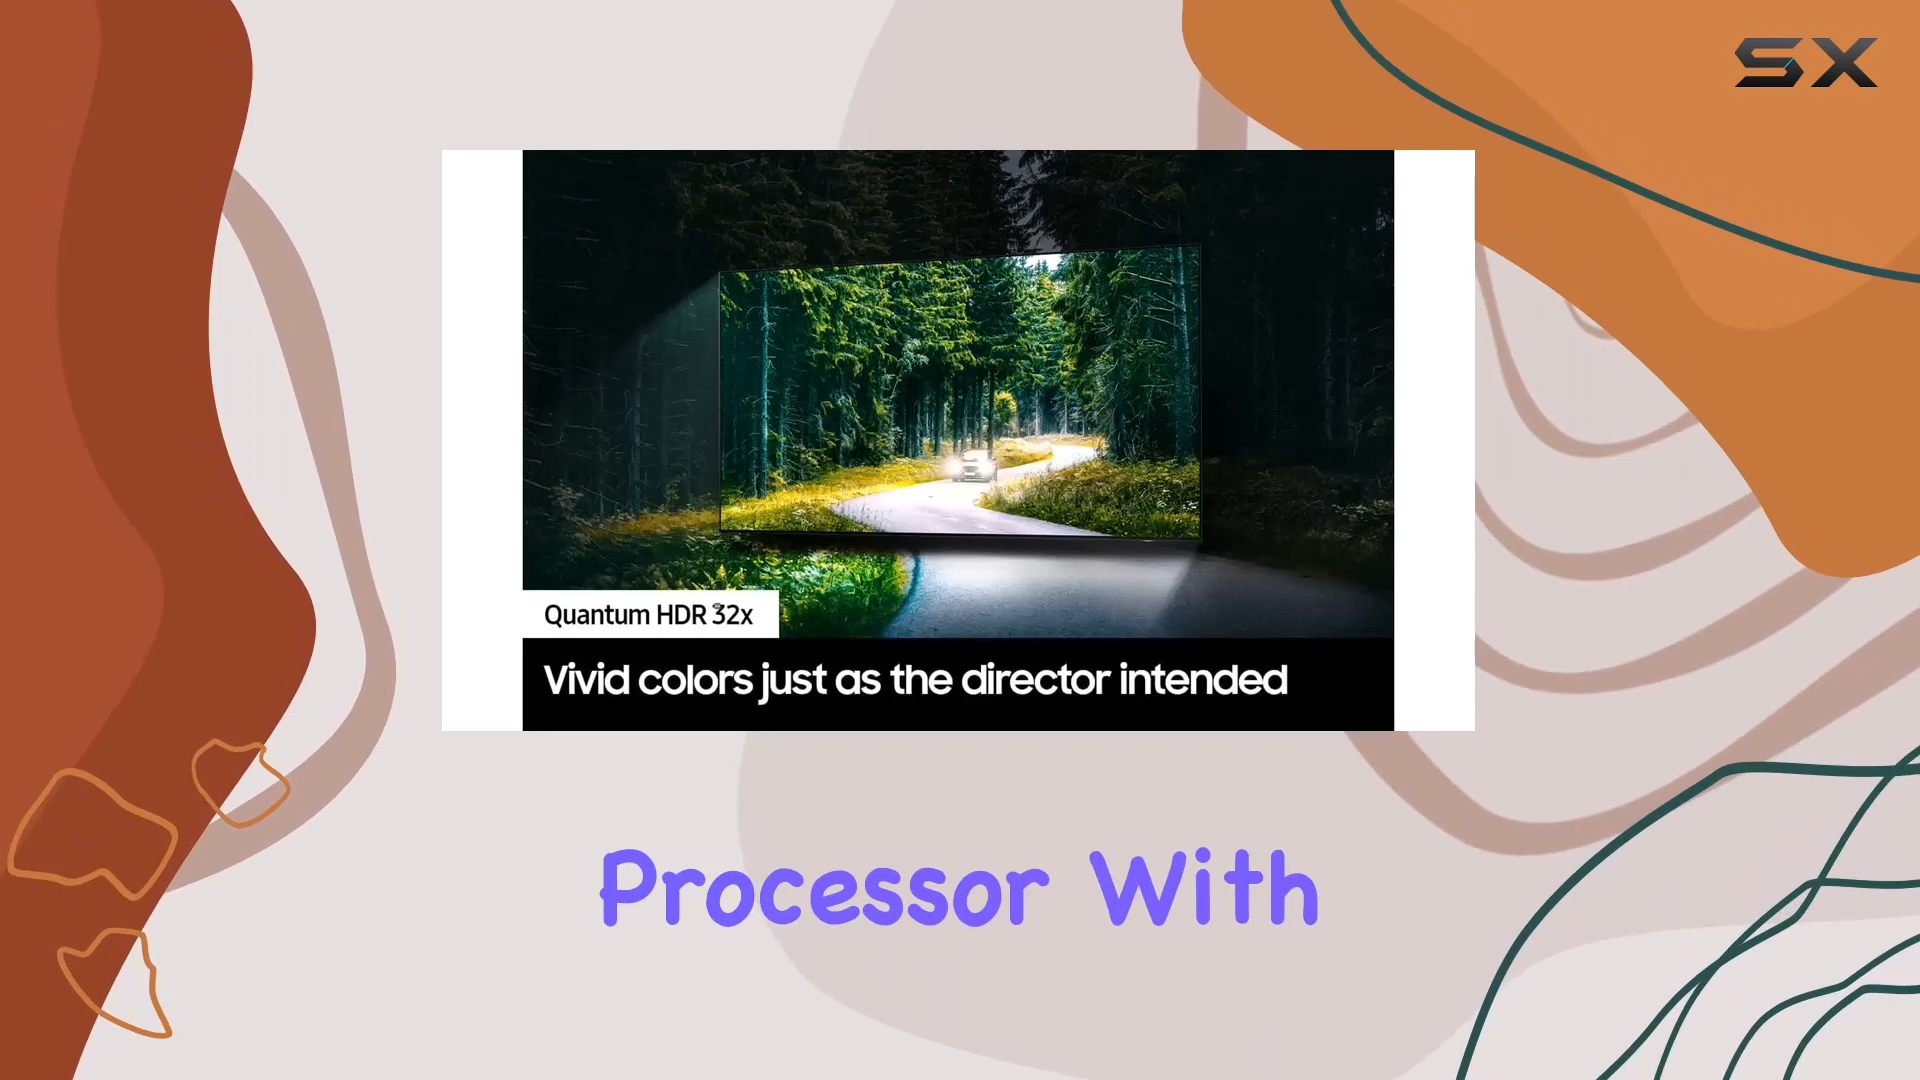 SX
Quantum HDR 32x
Vivid colors just as the director intended
Processor With